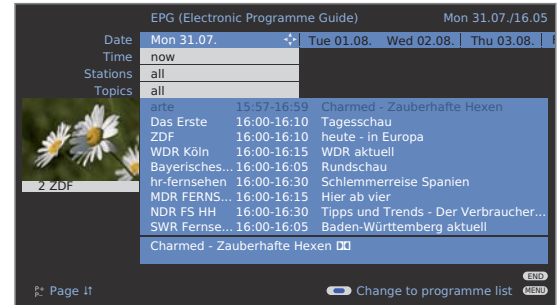 EPG (Electronic Programme Guide) Mon 31.07./16.05
Date Mon 31.07. Tue 01.08. Wed 02.08. Thu 03.08.
Time now
Stations all
Topics all
arte 15:57-16:59 Charmed - Zauberhafte Hexen
Das Erste 16:00-16:10 Tagesschau
ZDF 16:00-16:10 heute - in Europa
WDR Köln 16:00-16:15 WDR aktuell
Bayerisches... 16:00-16:05 Rundschau
hr-fernsehen 16:00-16:30 Schlemmerreise Spanien
MDR FERNS... 16:00-16:15 Hier ab vier
NDR FS HH 16:00-16:30 Tipps und Trends - Der Verbraucher...
SWR Fernse... 16:00-16:05 Baden-Württemberg aktuell
2 ZDF
Charmed - Zauberhafte Hexen
END
P+
P-
Page
Change to programme list MENU